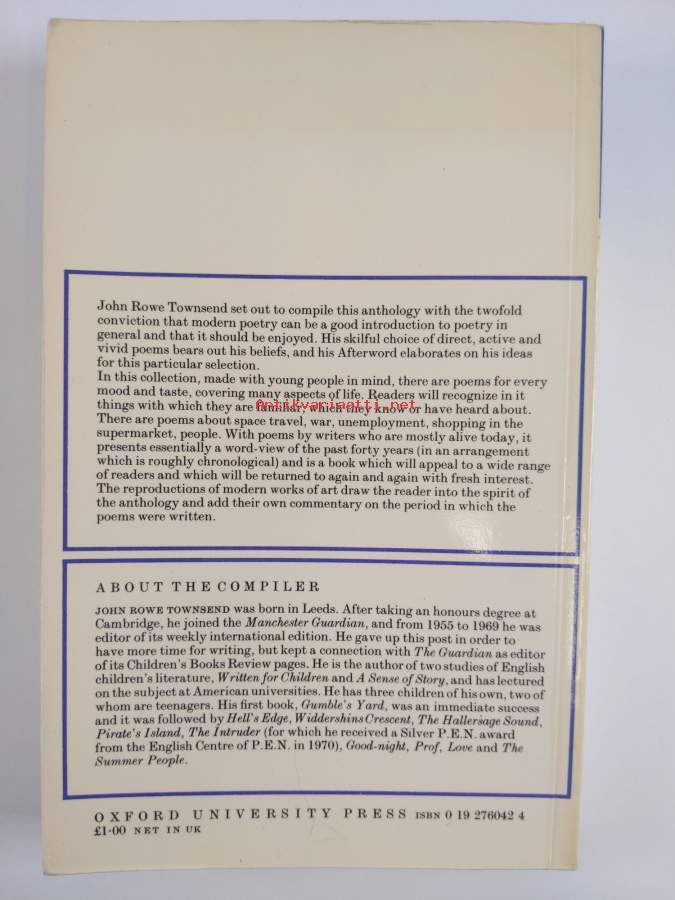 John Rowe Townsend set out to compile this anthology with the twofold
conviction that modern poetry can be a good introduction to poetry in
general and that it should be enjoyed. His skilful choice of direct, active and
vivid poems bears out his beliefs, and his Afterword elaborates on his ideas
for this particular selection.
In this collection, made with young people in mind, there are poems for every
mood and taste, covering many aspects of life. Readers will recognize in it
things with which they are familiar, which they know or have heard about.
Antikvariaatti.net
There are poems about space travel, war, unemployment, shopping in the
supermarket, people. With poems by writers who are mostly alive today, it
presents essentially a word-view of the past forty years (in an arrangement
which is roughly chronological) and is a book which will appeal to a wide range
of readers and which will be returned to again and again with fresh interest.
The reproductions of modern works of art draw the reader into the spirit of
the anthology and add their own commentary on the period in which the
poems were written.
ABOUT THE COMPILER
JOHN ROWE TOWNSEND was born in Leeds. After taking an honours degree at
Cambridge, he joined the Manchester Guardian, and from 1955 to 1969 he was
editor of its weekly international edition. He gave up this post in order to
have more time for writing, but kept a connection with The Guardian as editor
of its Children's Books Review pages. He is the author of two studies of English
children's literature, Written for Children and A Sense of Story, and has lectured
on the subject at American universities. He has three children of his own, two of
whom are teenagers. His first book, Gumble's Yard, was an immediate success
and it was followed by Hell's Edge, Widdershins Crescent, The Hallersage Sound,
Pirate's Island, The Intruder (for which he received a Silver P.E.N. award
from the English Centre of P.E.N. in 1970), Good-night, Prof, Love and The
Summer People.
OXFORD UNIVERSITY PRESS ISBN 0 19 276042 4
£1·00 NET IN UK